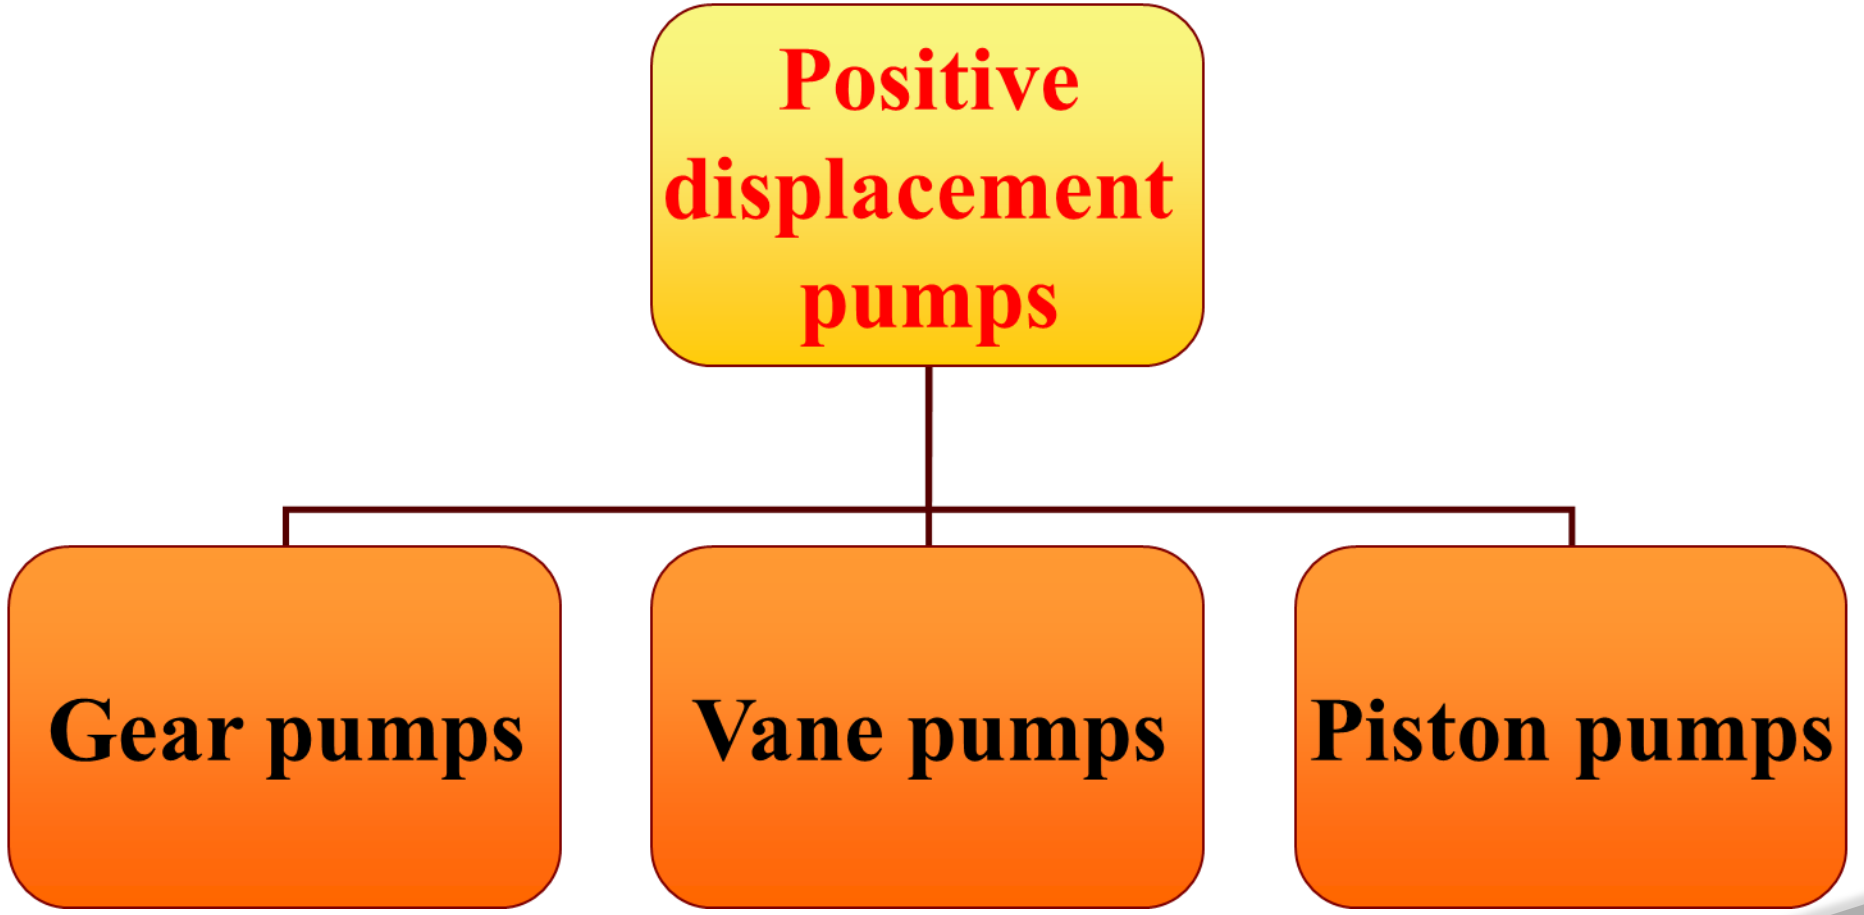 Positive
displacement
pumps
Gear pumps
Vane pumps
Piston pumps